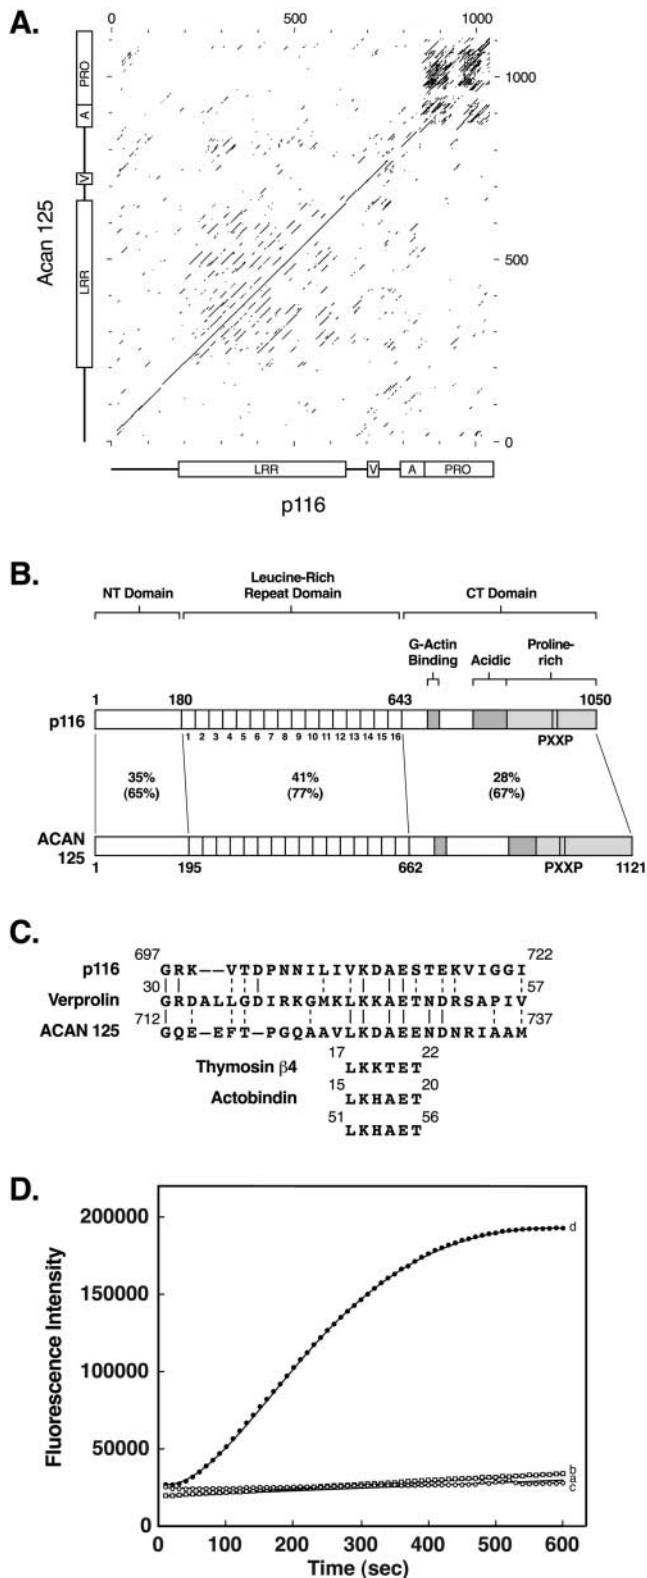 A.
0 500 1000
PRO
A
V
LRR
Acan 125
1000
500
0
LRR V A PRO
p116
B.
NT Domain
Leucine-Rich
Repeat Domain
CT Domain
G-Actin
Binding
Acidic
Proline-
rich
1 180 643 1050
p116
1 2 3 4 5 6 7 8 9 10 11 12 13 14 15 16
PXXP
35%
(65%)
41%
(77%)
28%
(67%)
ACAN
125
PXXP
1 195 662 1121
C.
697 722
p116 GRK––VTDPNNILIVKDAESTEKVIGGI
30 57
Verprolin GRDALLGDIRKGMKLKKAETNDRSAPIV
712 737
ACAN 125 GQE–EFT–PGQAAVLKDAEENDNRIAAM
17 22
Thymosin β4 LKKTET
15 20
Actobindin LKHAET
51 56
LKHAET
D.
Fluorescence Intensity
200000
150000
100000
50000
0
d
b
a
c
0 100 200 300 400 500 600
Time (sec)